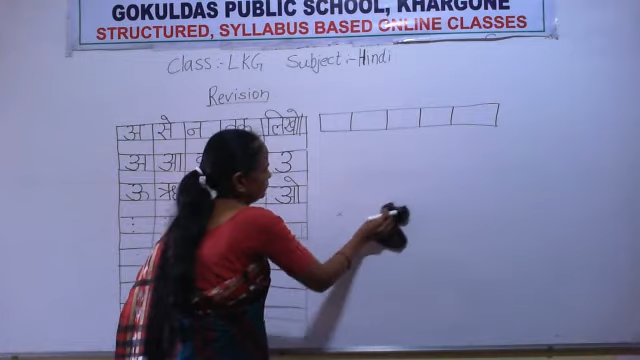 GOKULDAS PUBLIC SCHOOL, KHARGONE
STRUCTURED, SYLLABUS BASED ONLINE CLASSES
Class:- LKG Subject:- Hindi
Revision
अ से न तक लिखो
अ आ उ
ऊ ऋ ओ